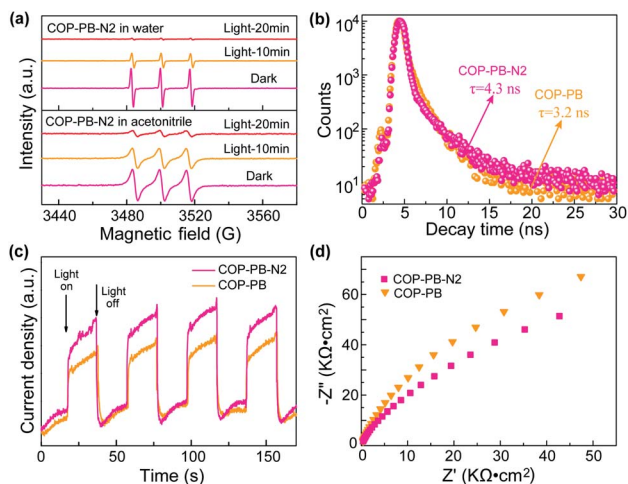 (a)
COP-PB-N2 in water
Light-20min
Light-10min
Dark
COP-PB-N2 in acetonitrile
Light-20min
Light-10min
Dark
Intensity (a.u.)
3440 3480 3520 3560
Magnetic field (G)
(b)
10⁴
10³
10²
10¹
Counts
COP-PB-N2
τ=4.3 ns
COP-PB
τ=3.2 ns
0 5 10 15 20 25 30
Decay time (ns)
(c)
Light
on
Light
off
COP-PB-N2
COP-PB
Current density (a.u.)
0 50 100 150
Time (s)
(d)
COP-PB-N2
COP-PB
60
40
20
0
-Z" (KΩ•cm²)
0 10 20 30 40 50
Z' (KΩ•cm²)